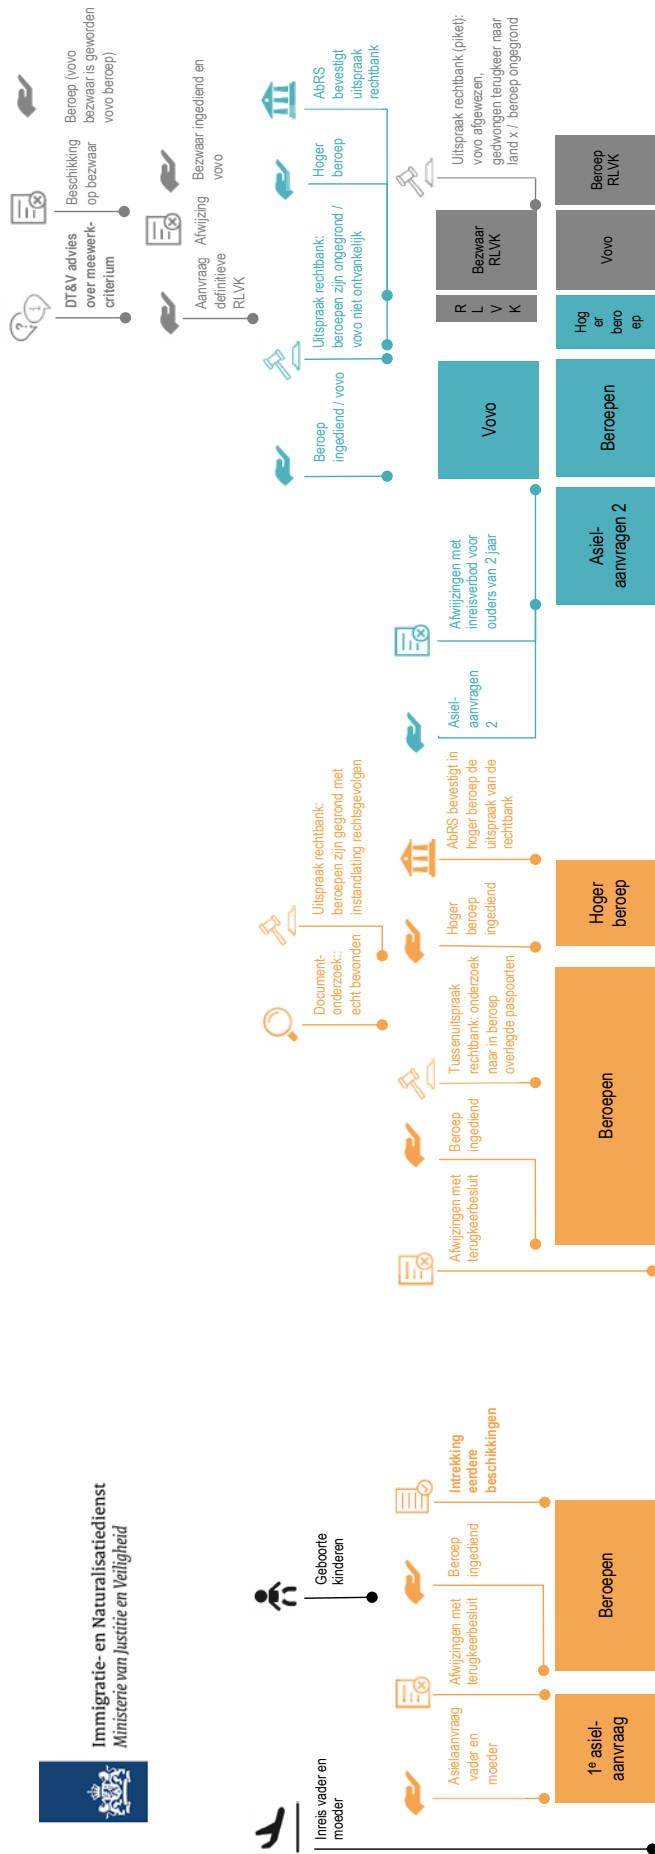 Immigratie- en Naturalisatiedienst
Ministerie van Justitie en Veiligheid
Inreis vader en
moeder
Geboorte
kinderen
Asielaanvraag
vader en
moeder
Afwijzingen met
terugkeerbesluit
Beroep
ingediend
Intrekking
eerdere
beschikkingen
1e asiel-
aanvraag
Beroepen
Afwijzingen met
terugkeerbesluit
Beroep
ingediend
Tussenuitspraak
rechtbank: onderzoek
naar in beroep
overlegde paspoorten
Document-
onderzoek::
echt bevonden
Uitspraak rechtbank:
beroepen zijn gegrond met
instandlating rechtsgevolgen
Hoger
beroep
ingediend
AbRS bevestigt in
hoger beroep de
uitspraak van de
rechtbank
Beroepen
Hoger
beroep
Asiel-
aanvragen
2
Afwiijzingen met
inreisverbod voor
ouders van 2 jaar
Asiel-
aanvragen 2
Beroep
ingediend / vovo
Uitspraak rechtbank:
beroepen zijn ongegrond /
vovo niet ontvankelijk
Hoger
beroep
AbRS
bevestigt
uitspraak
rechtbank
Vovo
Beroepen
Hog
er
bero
ep
Aanvraag
definitieve
RLVK
Afwijzing
Bezwaar ingediend en
vovo
DT&V advies
over meewerk-
criterium
Beschikking
op bezwaar
Beroep (vovo
bezwaar is geworden
vovo beroep)
R
L
V
K
Bezwaar
RLVK
Uitspraak rechtbank (piket):
vovo afgewezen,
gedwongen terugkeer naar
land x / beroep ongegrond
Vovo
Beroep
RLVK